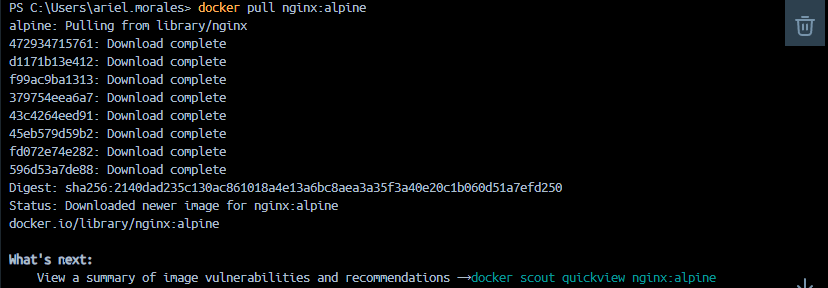 PS C:\Users\ariel.morales> docker pull nginx:alpine
alpine: Pulling from library/nginx
472934715761: Download complete
d1171b13e412: Download complete
f99ac9ba1313: Download complete
379754eea6a7: Download complete
43c4264eed91: Download complete
45eb579d59b2: Download complete
fd072e74e282: Download complete
596d53a7de88: Download complete
Digest: sha256:2140dad235c130ac861018a4e13a6bc8aea3a35f3a40e20c1b060d51a7efd250
Status: Downloaded newer image for nginx:alpine
docker.io/library/nginx:alpine
What's next:
View a summary of image vulnerabilities and recommendations → docker scout quickview nginx:alpine